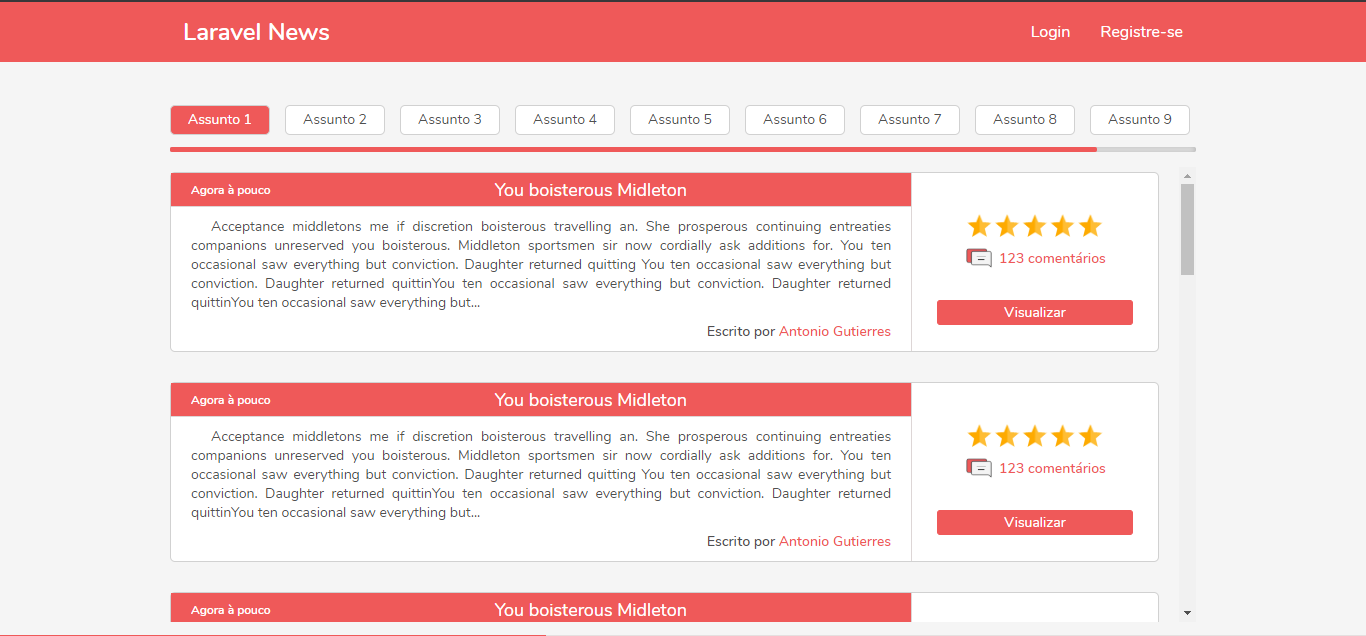 Laravel News
Login Registre-se
Assunto 1 Assunto 2 Assunto 3 Assunto 4 Assunto 5 Assunto 6 Assunto 7 Assunto 8 Assunto 9
Agora à pouco You boisterous Midleton
Acceptance middletons me if discretion boisterous travelling an. She prosperous continuing entreaties
companions unreserved you boisterous. Middleton sportsmen sir now cordially ask additions for. You ten
occasional saw everything but conviction. Daughter returned quitting You ten occasional saw everything but
conviction. Daughter returned quittinYou ten occasional saw everything but conviction. Daughter returned
quittinYou ten occasional saw everything but...
Escrito por Antonio Gutierres
123 comentários
Visualizar
Agora à pouco You boisterous Midleton
Acceptance middletons me if discretion boisterous travelling an. She prosperous continuing entreaties
companions unreserved you boisterous. Middleton sportsmen sir now cordially ask additions for. You ten
occasional saw everything but conviction. Daughter returned quitting You ten occasional saw everything but
conviction. Daughter returned quittinYou ten occasional saw everything but conviction. Daughter returned
quittinYou ten occasional saw everything but...
Escrito por Antonio Gutierres
123 comentários
Visualizar
Agora à pouco You boisterous Midleton